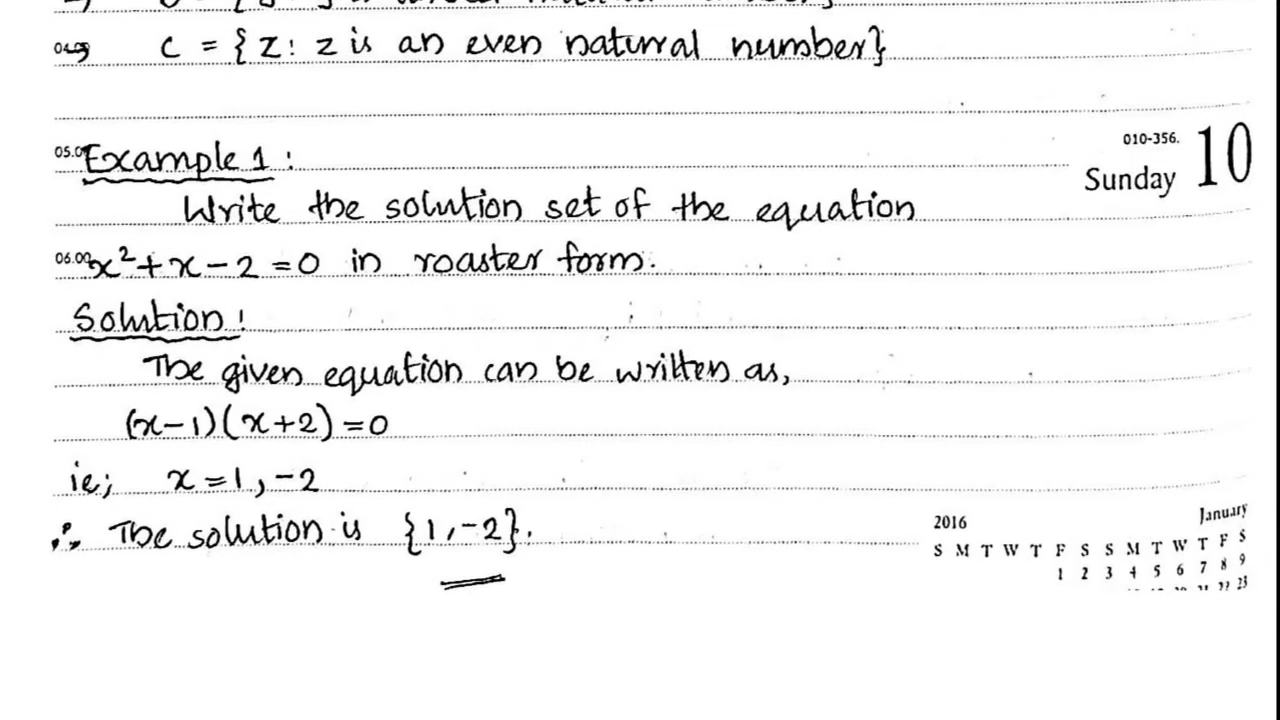 04.
C = {Z: z is an even natural number}
010-356.
Sunday 10
05.0
Example 1:
Write the solution set of the equation
06.00
x²+x-2=0 in roaster form.
Solution:
The given equation can be written as,
(x-1)(x+2)=0
ie; x=1,-2
∴ The solution is {1,-2}.
2016 January
S M T W T F S S M T W T F S
1 2 3 4 5 6 7 8 9